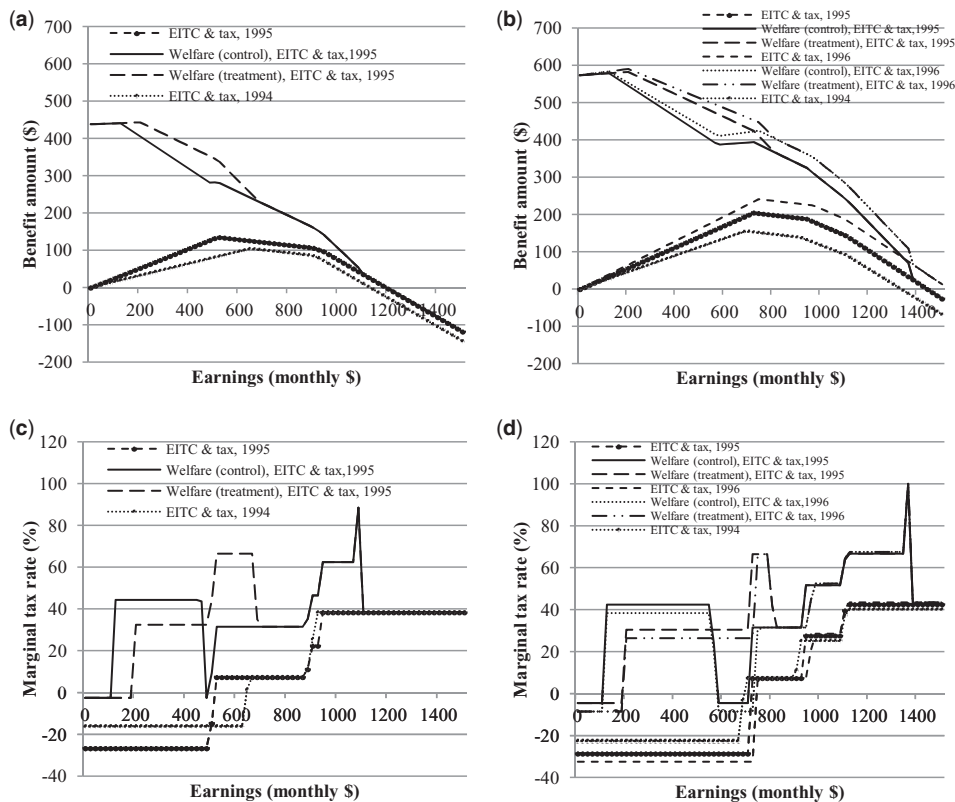 (a)
700
600
500
400
300
200
100
0
-100
-200
Benefit amount ($)
EITC & tax, 1995
Welfare (control), EITC & tax,1995
Welfare (treatment), EITC & tax, 1995
EITC & tax, 1994
0 200 400 600 800 1000 1200 1400
Earnings (monthly $)
(b)
700
600
500
400
300
200
100
0
-100
-200
Benefit amount ($)
EITC & tax, 1995
Welfare (control), EITC & tax,1995
Welfare (treatment), EITC & tax, 1995
EITC & tax, 1996
Welfare (control), EITC & tax,1996
Welfare (treatment), EITC & tax, 1996
EITC & tax, 1994
0 200 400 600 800 1000 1200 1400
Earnings (monthly $)
(c)
120
100
80
60
40
20
0
-20
-40
Marginal tax rate (%)
EITC & tax, 1995
Welfare (control), EITC & tax,1995
Welfare (treatment), EITC & tax, 1995
EITC & tax, 1994
0 200 400 600 800 1000 1200 1400
Earnings (monthly $)
(d)
120
100
80
60
40
20
0
-20
-40
Marginal tax rate (%)
EITC & tax, 1995
Welfare (control), EITC & tax,1995
Welfare (treatment), EITC & tax, 1995
EITC & tax, 1996
Welfare (control), EITC & tax,1996
Welfare (treatment), EITC & tax, 1996
EITC & tax, 1994
0 200 400 600 800 1000 1200 1400
Earnings (monthly $)